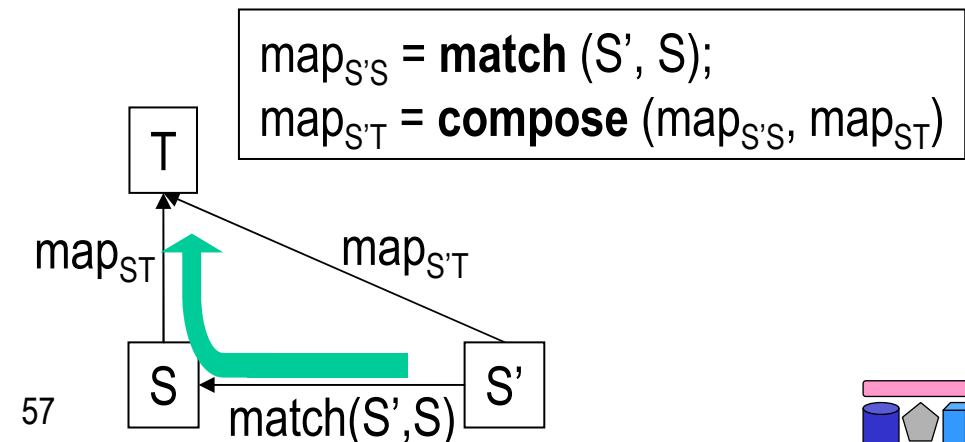 map_S’S = match (S’, S);
map_S’T = compose (map_S’S, map_ST)
T
map_ST
map_S’T
S
S’
match(S’,S)
57